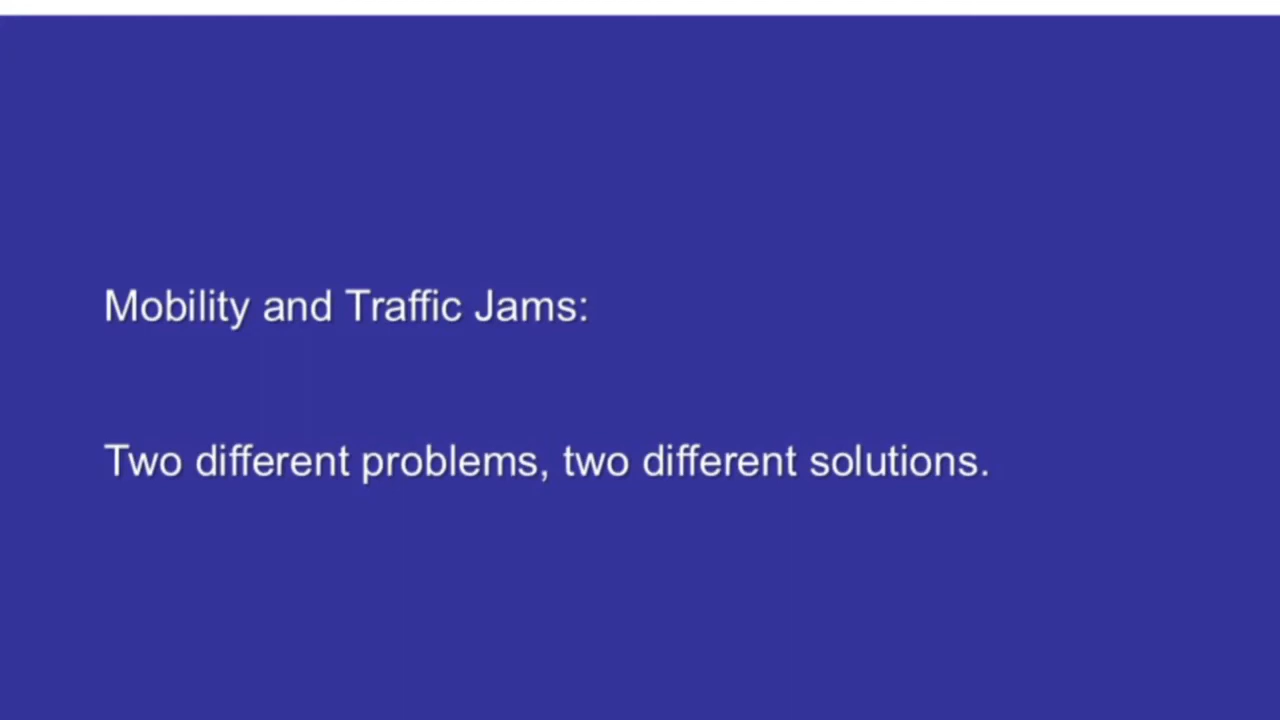 Mobility and Traffic Jams:
Two different problems, two different solutions.